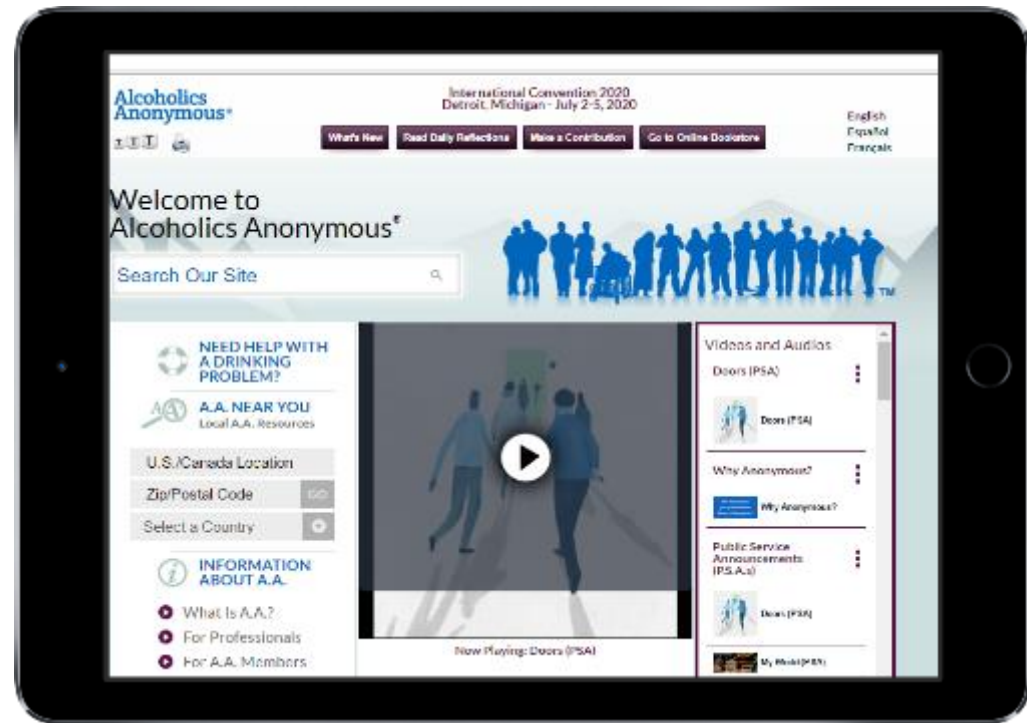 Alcoholics
Anonymous®
International Convention 2020
Detroit, Michigan - July 2-5, 2020
English
Español
Français
T T T
What's New
Read Daily Reflections
Make a Contribution
Go to Online Bookstore
Welcome to
Alcoholics Anonymous®
Search Our Site
TM
NEED HELP WITH
A DRINKING
PROBLEM?
A.A. NEAR YOU
Local A.A. Resources
U.S./Canada Location
Zip/Postal Code
GO
Select a Country
INFORMATION
ABOUT A.A.
What Is A.A.?
For Professionals
For A.A. Members
Now Playing: Doors (PSA)
Videos and Audios
Doors (PSA)
Doors (PSA)
Why Anonymous?
Why Anonymous?
Public Service
Announcements
(P.S.A.s)
Doors (PSA)
My World (PSA)